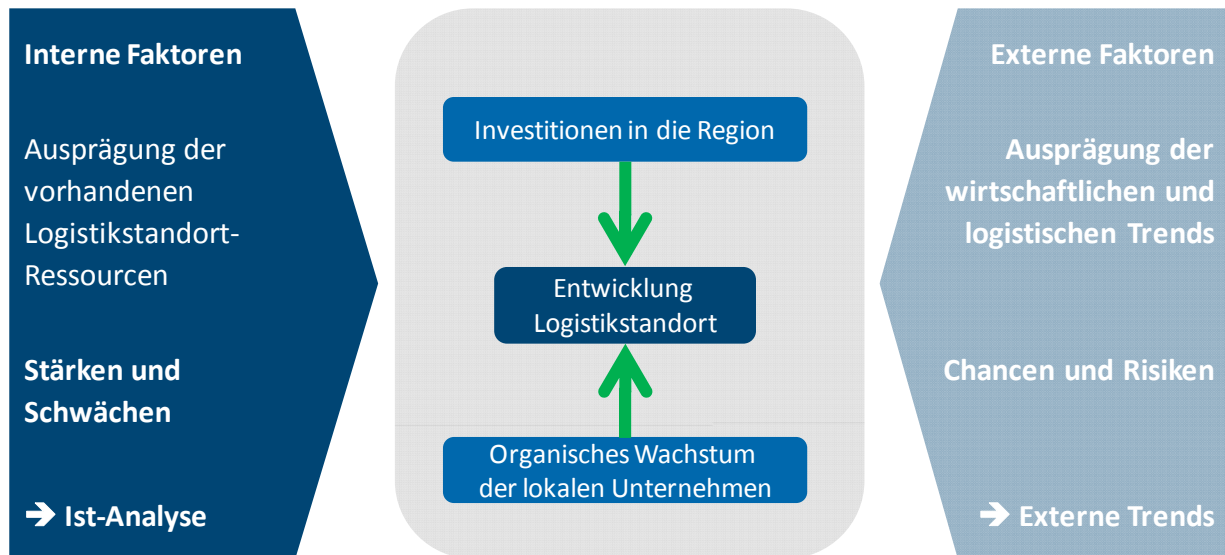 Interne Faktoren
Ausprägung der
vorhandenen
Logistikstandort-
Ressourcen
Stärken und
Schwächen
➔ Ist-Analyse
Investitionen in die Region
Entwicklung
Logistikstandort
Organisches Wachstum
der lokalen Unternehmen
Externe Faktoren
Ausprägung der
wirtschaftlichen und
logistischen Trends
Chancen und Risiken
➔ Externe Trends